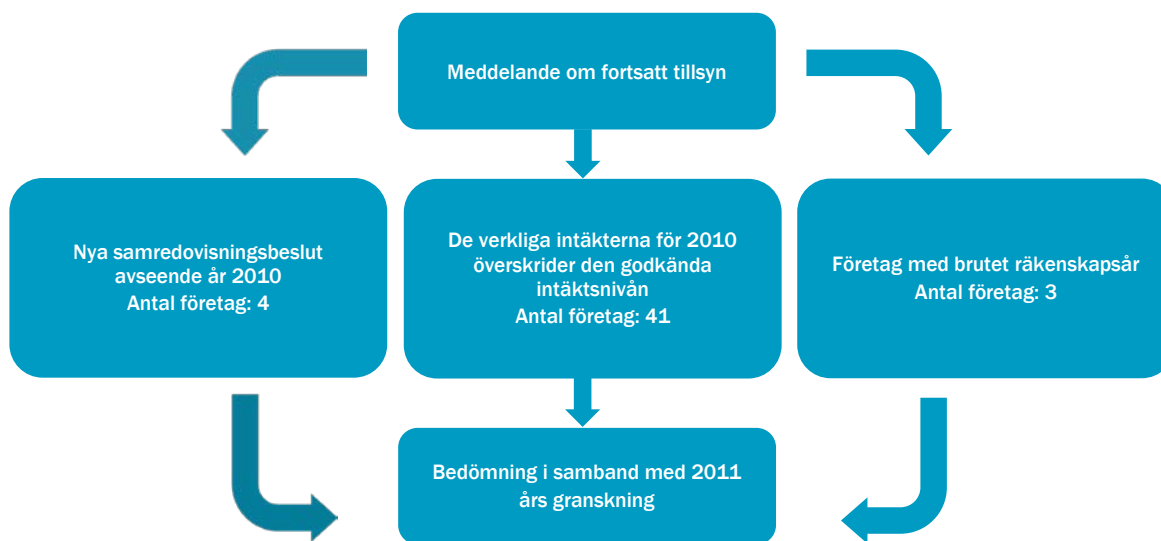 Meddelande om fortsatt tillsyn
Nya samredovisningsbeslut
avseende år 2010
Antal företag: 4
De verkliga intäkterna för 2010
överskrider den godkända
intäktsnivån
Antal företag: 41
Företag med brutet räkenskapsår
Antal företag: 3
Bedömning i samband med 2011
års granskning